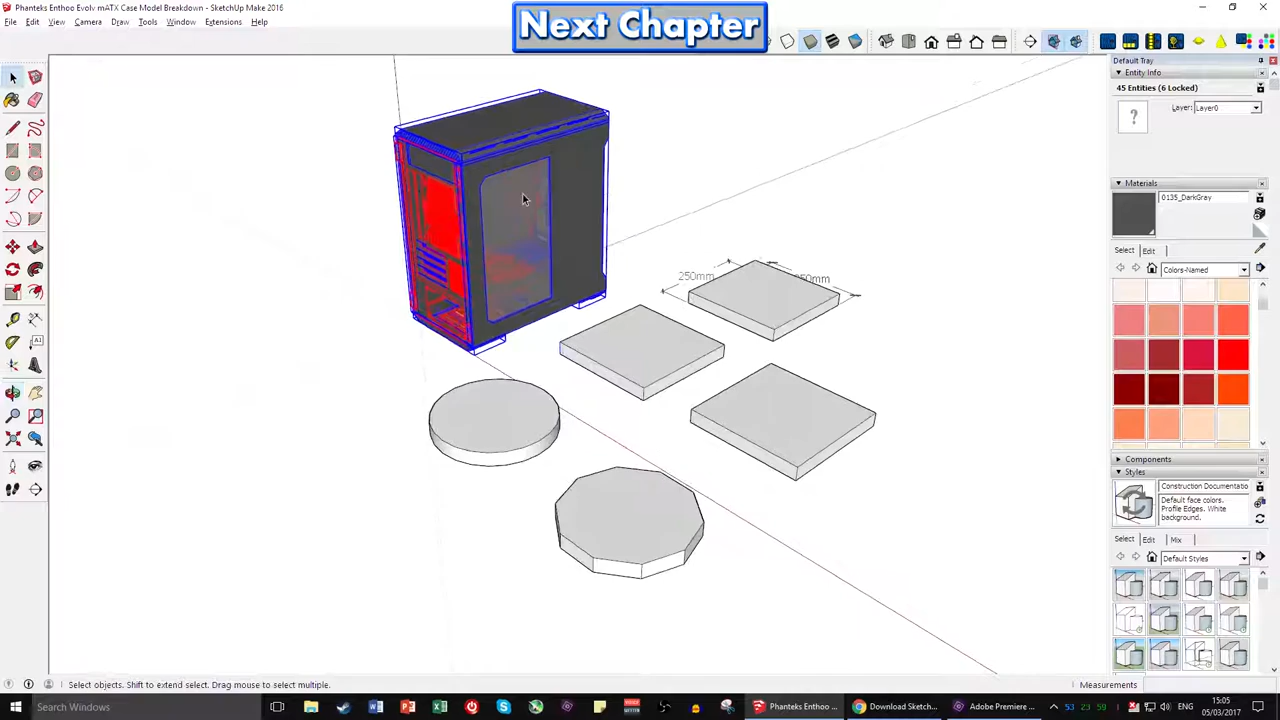 Phanteks Enthoo Evolv mATX Case Model Breakdown - SketchUp Make 2016
Next Chapter
File Edit View Camera Draw Tools Window Extensions Help
Default Tray
Entity Info
45 Entities (6 Locked)
Layer: Layer0
?
Materials
0135_DarkGray
Select Edit
Colors-Named
250mm
Components
Styles
Construction Documentatio
Default face colors.
Profile Edges. White
background.
Select Edit Mix
Default Styles
Select objects. Shift to extend select. Drag mouse to select multiple.
Measurements
Search Windows
Phanteks Enthoo ...
Download Sketch...
Adobe Premiere ...
53 23 59
15:05
05/03/2017